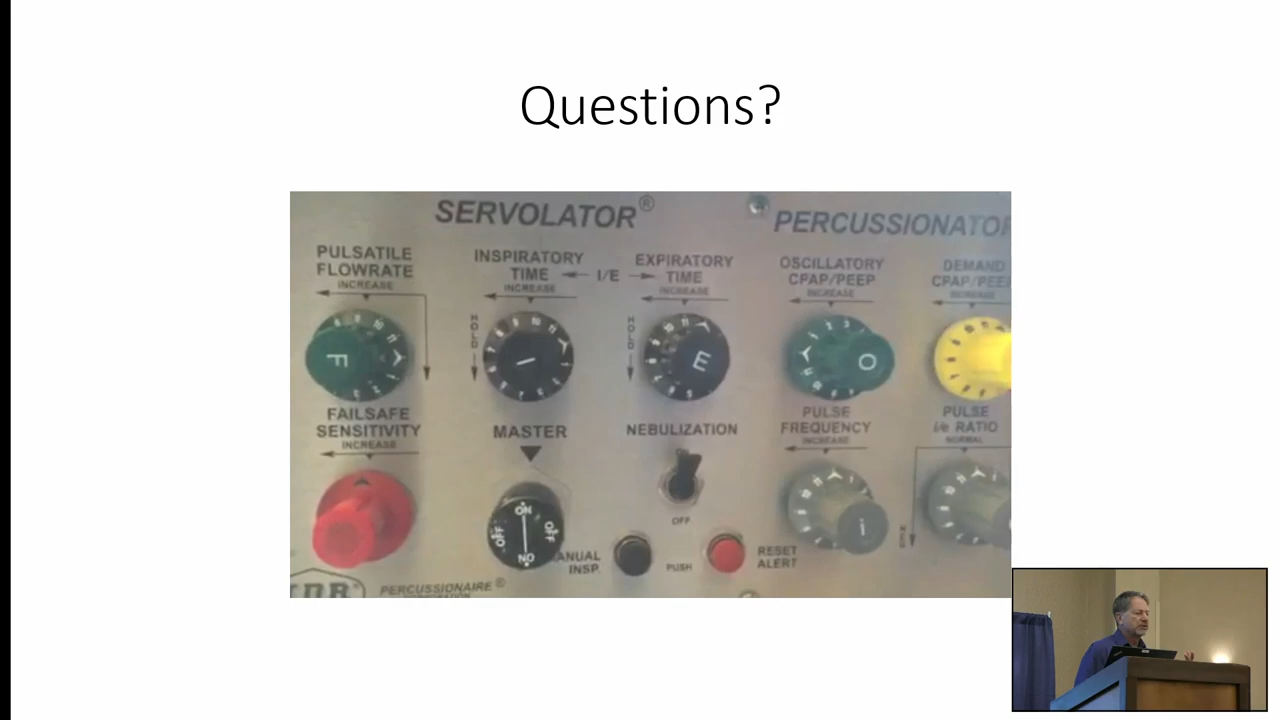 Questions?
SERVOLATOR®
PERCUSSIONATOR
PULSATILE
FLOWRATE
INCREASE
INSPIRATORY
TIME
INCREASE
I/E
EXPIRATORY
TIME
INCREASE
OSCILLATORY
CPAP/PEEP
INCREASE
DEMAND
CPAP/PEEP
INCREASE
HOLD
HOLD
F
I
E
O
FAILSAFE
SENSITIVITY
INCREASE
MASTER
NEBULIZATION
PULSE
FREQUENCY
INCREASE
PULSE
i/e RATIO
NORMAL
ON
OFF
OFF
ON
OFF
MANUAL
INSP.
PUSH
RESET
ALERT
PERCUSSIONAIRE®